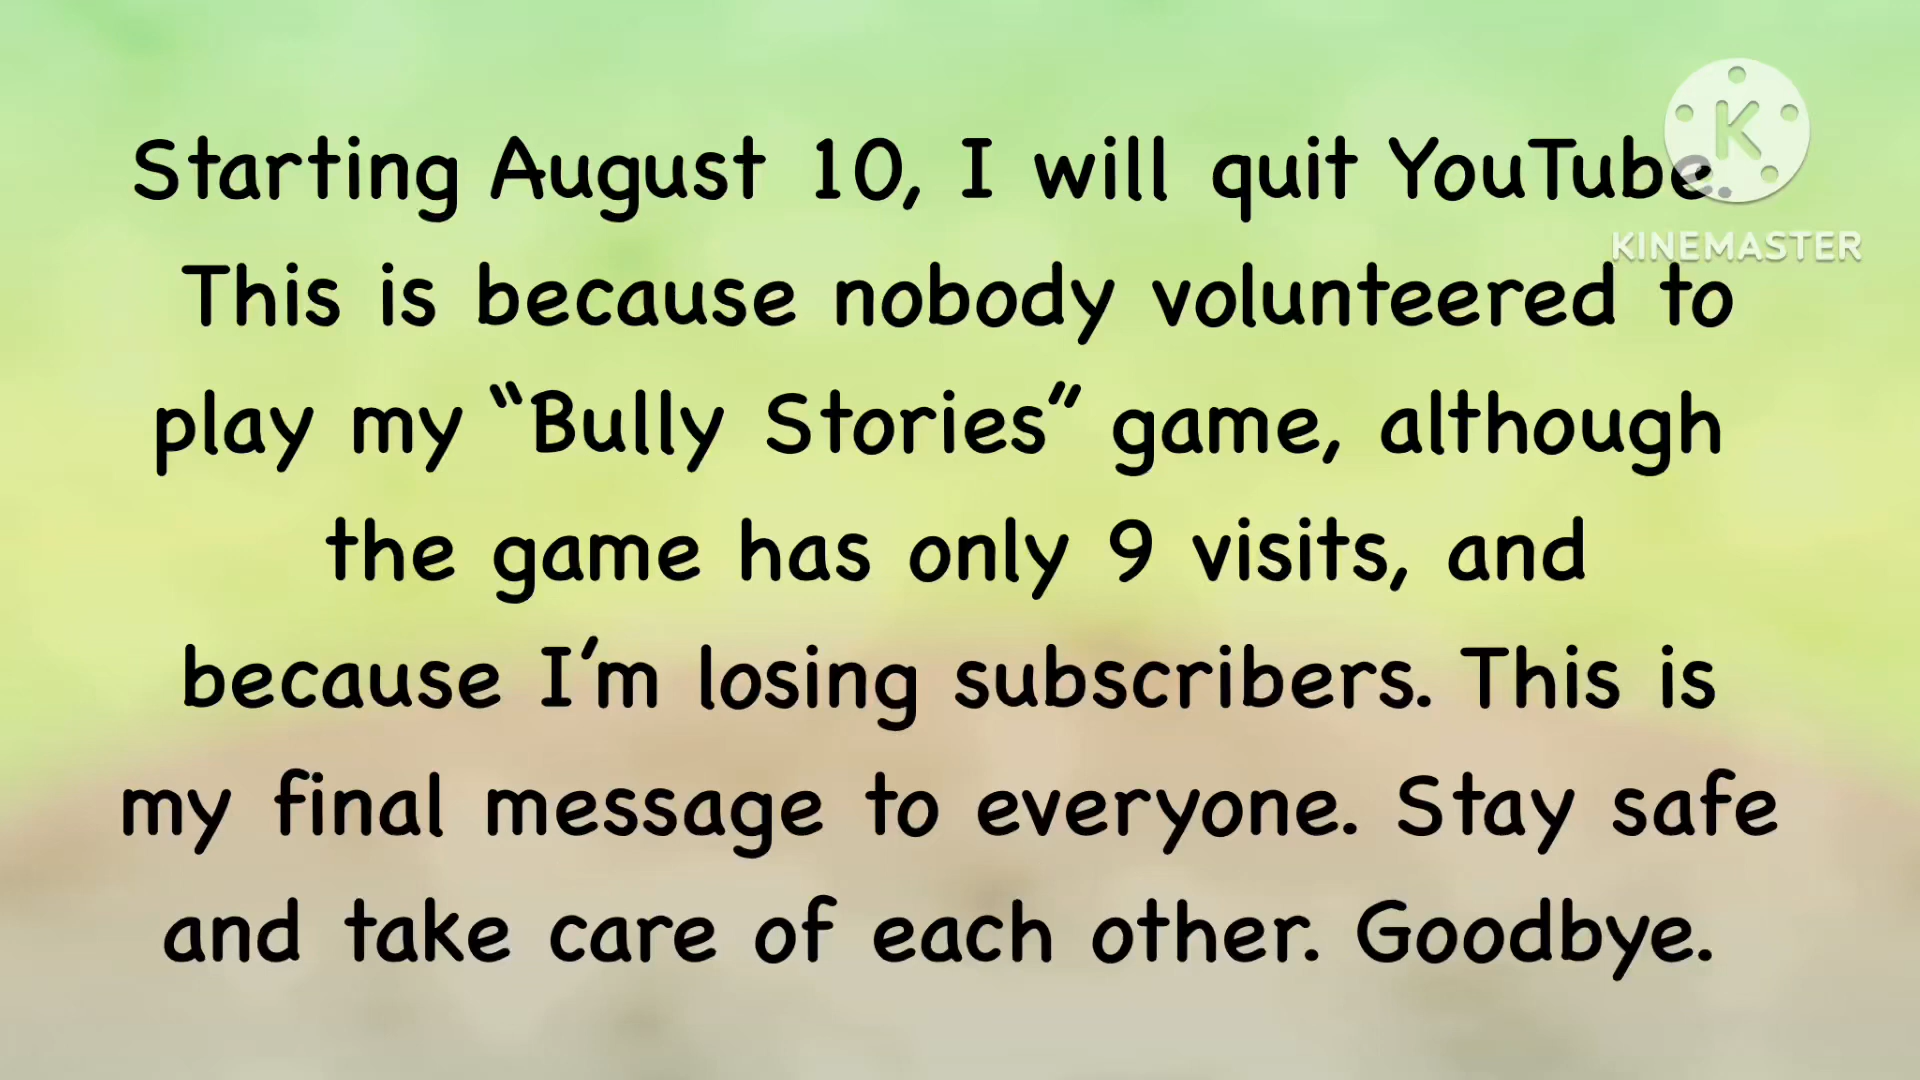 Starting August 10, I will quit YouTube.
This is because nobody volunteered to
play my “Bully Stories” game, although
the game has only 9 visits, and
because I’m losing subscribers. This is
my final message to everyone. Stay safe
and take care of each other. Goodbye.
K
KINEMASTER